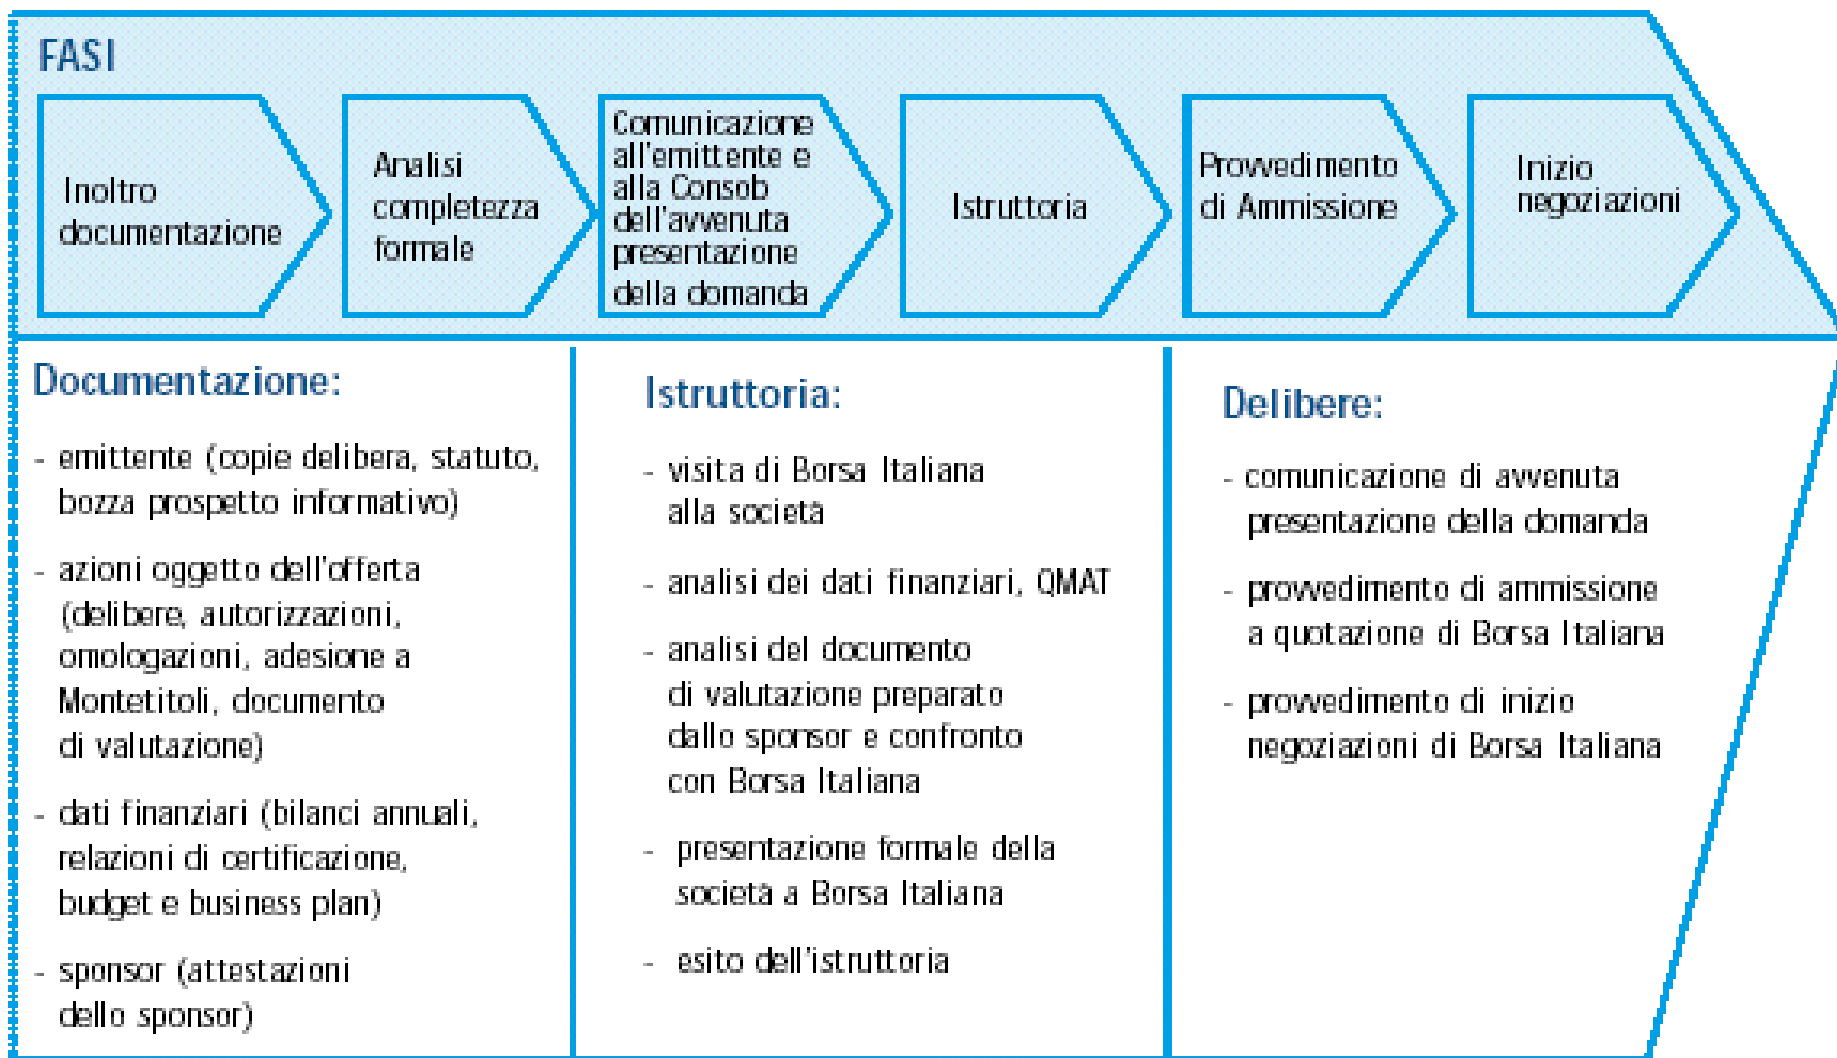 FASI
Inoltro
documentazione
Analisi
completezza
formale
Comunicazione
all'emittente e
alla Consob
dell'avvenuta
presentazione
della domanda
Istruttoria
Provvedimento
di Ammissione
Inizio
negoziazioni
Documentazione:
- emittente (copie delibera, statuto,
bozza prospetto informativo)
- azioni oggetto dell'offerta
(delibere, autorizzazioni,
omologazioni, adesione a
Montetitoli, documento
di valutazione)
- dati finanziari (bilanci annuali,
relazioni di certificazione,
budget e business plan)
- sponsor (attestazioni
dello sponsor)
Istruttoria:
- visita di Borsa Italiana
alla società
- analisi dei dati finanziari, QMAT
- analisi del documento
di valutazione preparato
dallo sponsor e confronto
con Borsa Italiana
- presentazione formale della
società a Borsa Italiana
- esito dell'istruttoria
Delibere:
- comunicazione di avvenuta
presentazione della domanda
- provvedimento di ammissione
a quotazione di Borsa Italiana
- provvedimento di inizio
negoziazioni di Borsa Italiana